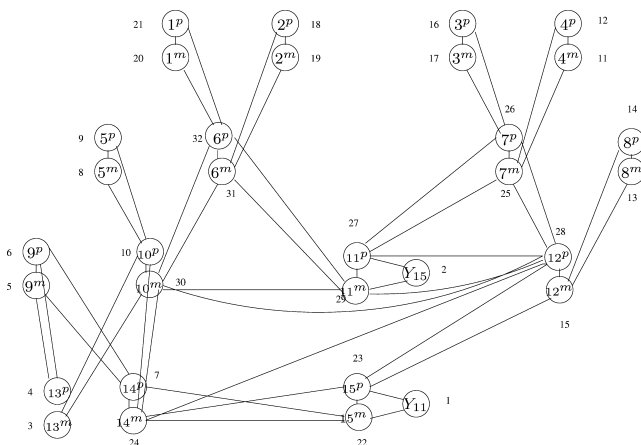 21 1^p 2^p 18 16 3^p 4^p 12
20 1^m 2^m 19 17 3^m 4^m 11
26 14
9 5^p 32 6^p 7^p 8^p
8 5^m 6^m 7^m 8^m
31 25 13
27 28
6 9^p 10 10^p 11^p 2 12^p
5 9^m 10^m 30 Y_15
29 11^m 12^m
15
23
7
4 13^p 14^p 15^p
3 13^m 14^m 15^m Y_11 1
24 22